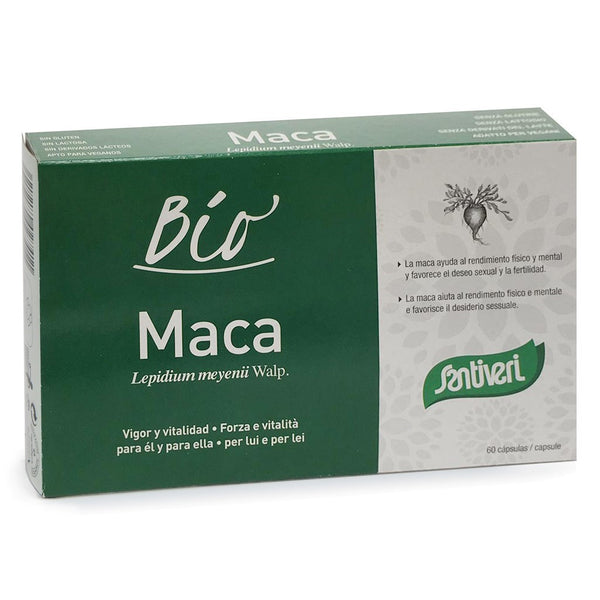 SIN GLUTEN
SIN LACTOSA
SIN DERIVADOS LÁCTEOS
APTO PARA VEGANOS
Maca
Lepidium meyenii Walp.
SENZA GLUTINE
SENZA LATTOSIO
SENZA DERIVATI DEL LATTE
ADATTO PER VEGANI
Bio
Maca
Lepidium meyenii Walp.
Vigor y vitalidad • Forza e vitalità
para él y para ella • per lui e per lei
La maca ayuda al rendimiento físico y mental
y favorece el deseo sexual y la fertilidad.
La maca aiuta al rendimento fisico e mentale
e favorisce il desiderio sessuale.
Santiveri
60 cápsulas / capsule